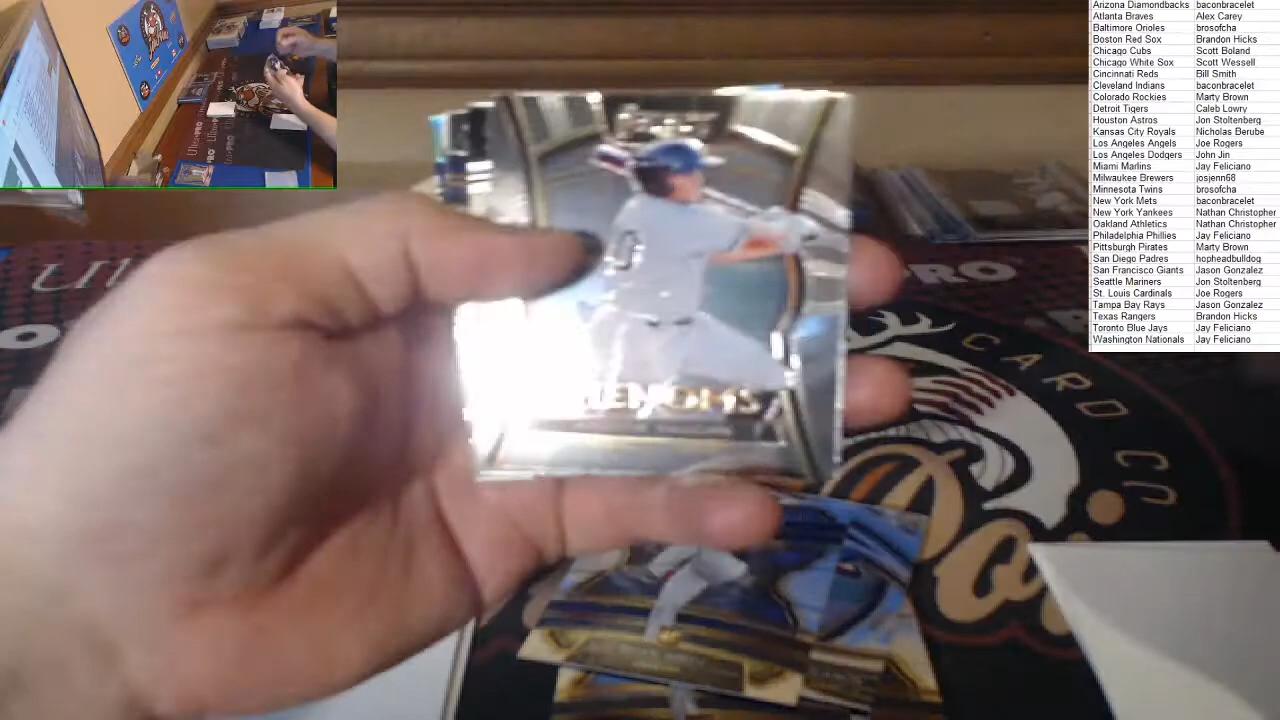 Arizona Diamondbacks baconbracelet
Atlanta Braves Alex Carey
Baltimore Orioles brosofcha
Boston Red Sox Brandon Hicks
Chicago Cubs Scott Boland
Chicago White Sox Scott Wessell
Cincinnati Reds Bill Smith
Cleveland Indians baconbracelet
Colorado Rockies Marty Brown
Detroit Tigers Caleb Lowry
Houston Astros Jon Stoltenberg
Kansas City Royals Nicholas Berube
Los Angeles Angels Joe Rogers
Los Angeles Dodgers John Jin
Miami Marlins Jay Feliciano
Milwaukee Brewers josjenn68
Minnesota Twins brosofcha
New York Mets baconbracelet
New York Yankees Nathan Christopher
Oakland Athletics Nathan Christopher
Philadelphia Phillies Jay Feliciano
Pittsburgh Pirates Marty Brown
San Diego Padres hopheadbulldog
San Francisco Giants Jason Gonzalez
Seattle Mariners Jon Stoltenberg
St. Louis Cardinals Joe Rogers
Tampa Bay Rays Jason Gonzalez
Texas Rangers Brandon Hicks
Toronto Blue Jays Jay Feliciano
Washington Nationals Jay Feliciano
PRO
CARD